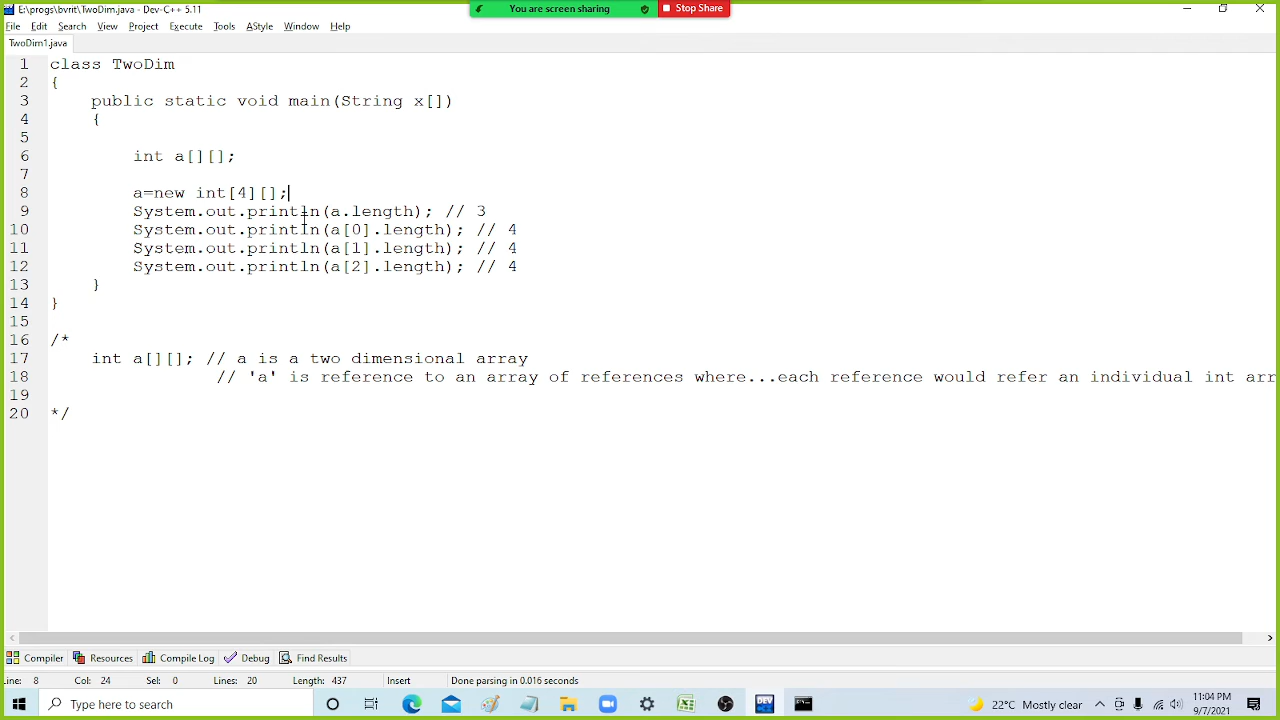 E:\progs\bvrit\TwoDim.java - Dev-C++ 5.11
You are screen sharing
Stop Share
File Edit Search View Project Execute Tools AStyle Window Help
TwoDim1.java
1 class TwoDim
2 {
3 public static void main(String x[])
4 {
5
6 int a[][];
7
8 a=new int[4][];
9 System.out.println(a.length); // 3
10 System.out.println(a[0].length); // 4
11 System.out.println(a[1].length); // 4
12 System.out.println(a[2].length); // 4
13 }
14 }
15
16 /*
17 int a[][]; // a is a two dimensional array
18 // 'a' is reference to an array of references where...each reference would refer an individual int arr
19
20 */
Compiler Resources Compile Log Debug Find Results
Line: 8 Col: 24 Sel: 0 Lines: 20 Length: 437 Insert Done parsing in 0.016 seconds
Type here to search
DEV
22°C Mostly clear
11:04 PM
9/7/2021